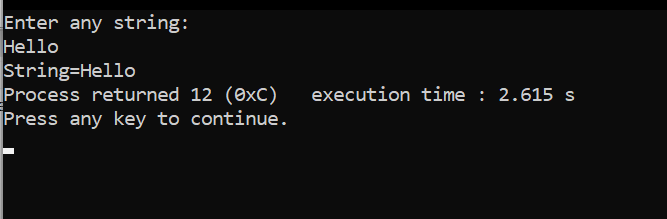 Enter any string:
Hello
String=Hello
Process returned 12 (0xC)   execution time : 2.615 s
Press any key to continue.